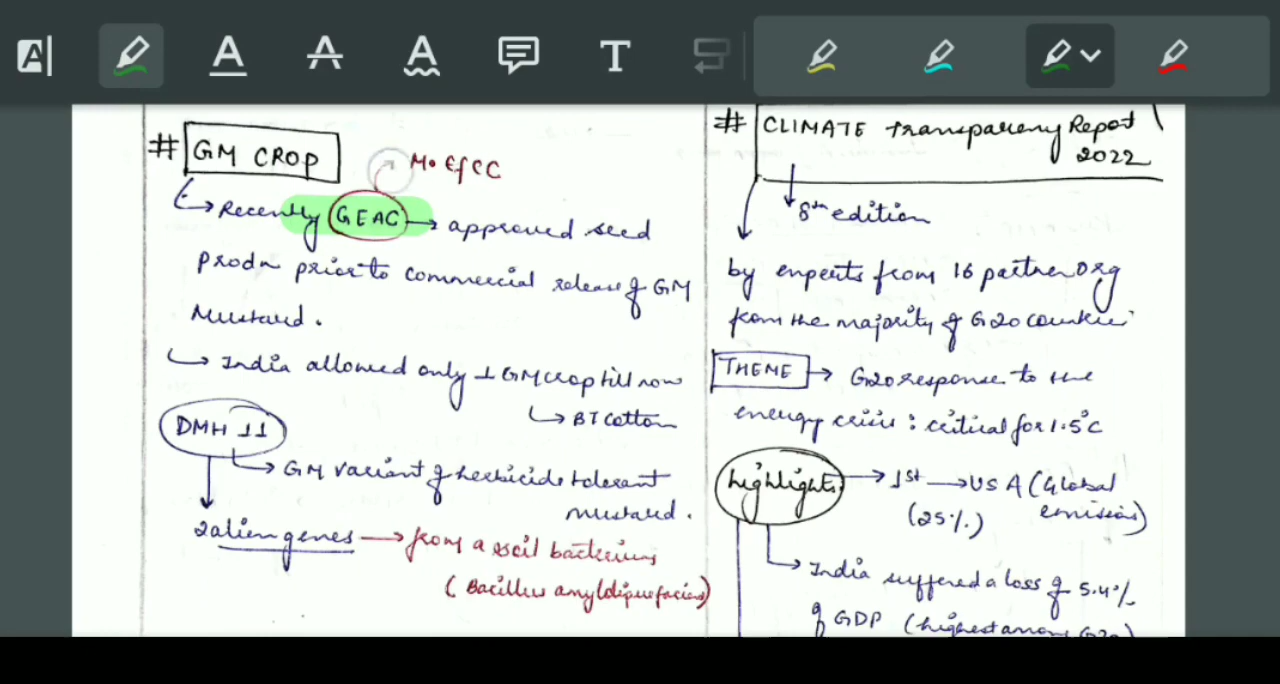 # GM CROP
Mo EfCC
Recently GEAC → approved seed
prodn prior to commercial release of GM
Mustard.
India allowed only 1 GM crop till now
BT cotton
DMH 11
GM variant of herbicide tolerant
mustard.
2 alien genes → from a soil bacterium
(Bacillus amyloliquefaciens)
# CLIMATE transparency Report
2022
8th edition
by experts from 16 partner org
from the majority of G20 countries
THEME → G20 response to the
energy crisis : critical for 1.5°C
highlights → 1st → USA (Global
(25%) emission)
India suffered a loss of 5.4%
of GDP (highest among G20)